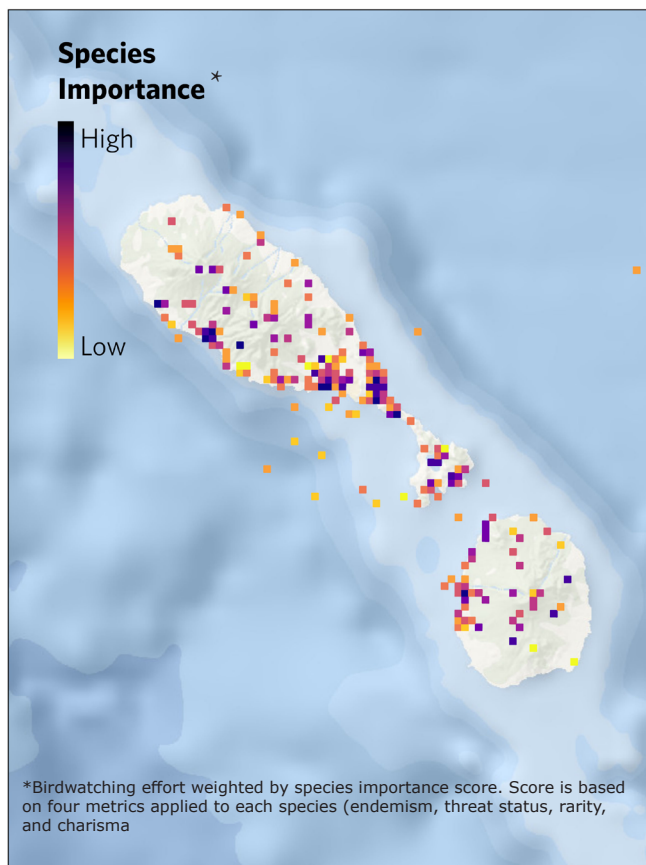 Species
Importance*
High
Low
*Birdwatching effort weighted by species importance score. Score is based
on four metrics applied to each species (endemism, threat status, rarity,
and charisma